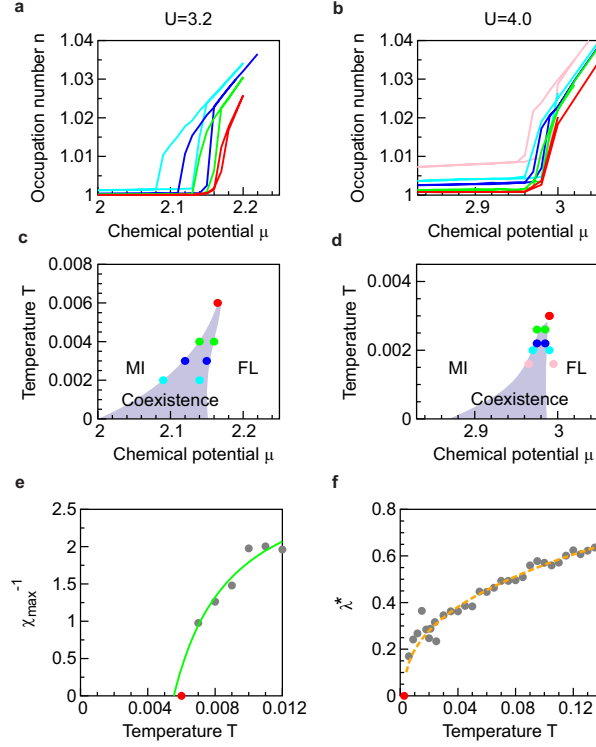 a U=3.2
Occupation number n
1.04
1.03
1.02
1.01
1
2 2.1 2.2
Chemical potential μ
b U=4.0
Occupation number n
1.04
1.03
1.02
1.01
1
2.9 3
Chemical potential μ
c
Temperature T
0.008
0.006
0.004
0.002
0
MI FL
Coexistence
2 2.1 2.2
Chemical potential μ
d
Temperature T
0.004
0.002
0
MI FL
Coexistence
2.9 3
Chemical potential μ
e
χmax-1
2.5
2
1.5
1
0.5
0
0 0.004 0.008 0.012
Temperature T
f
λ*
0.8
0.6
0.4
0.2
0
0 0.04 0.08 0.12
Temperature T